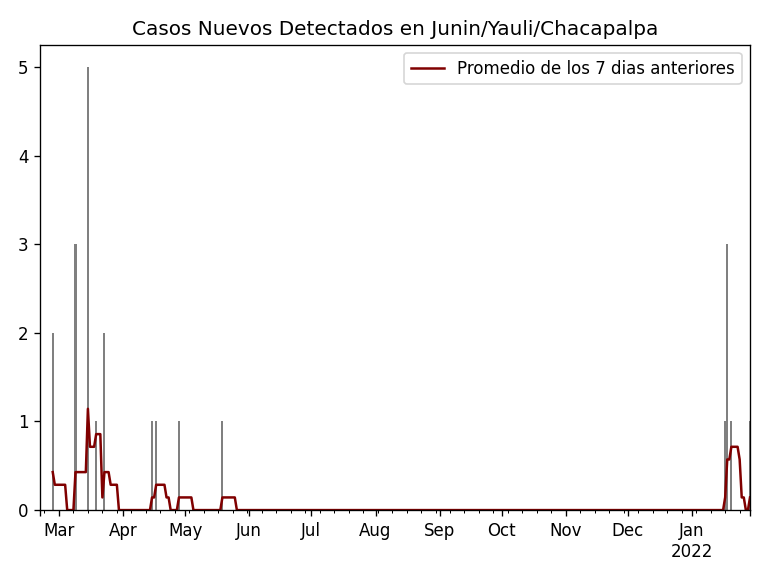 Casos Nuevos Detectados en Junin/Yauli/Chacapalpa
Promedio de los 7 dias anteriores
5
4
3
2
1
0
Mar Apr May Jun Jul Aug Sep Oct Nov Dec Jan
2022